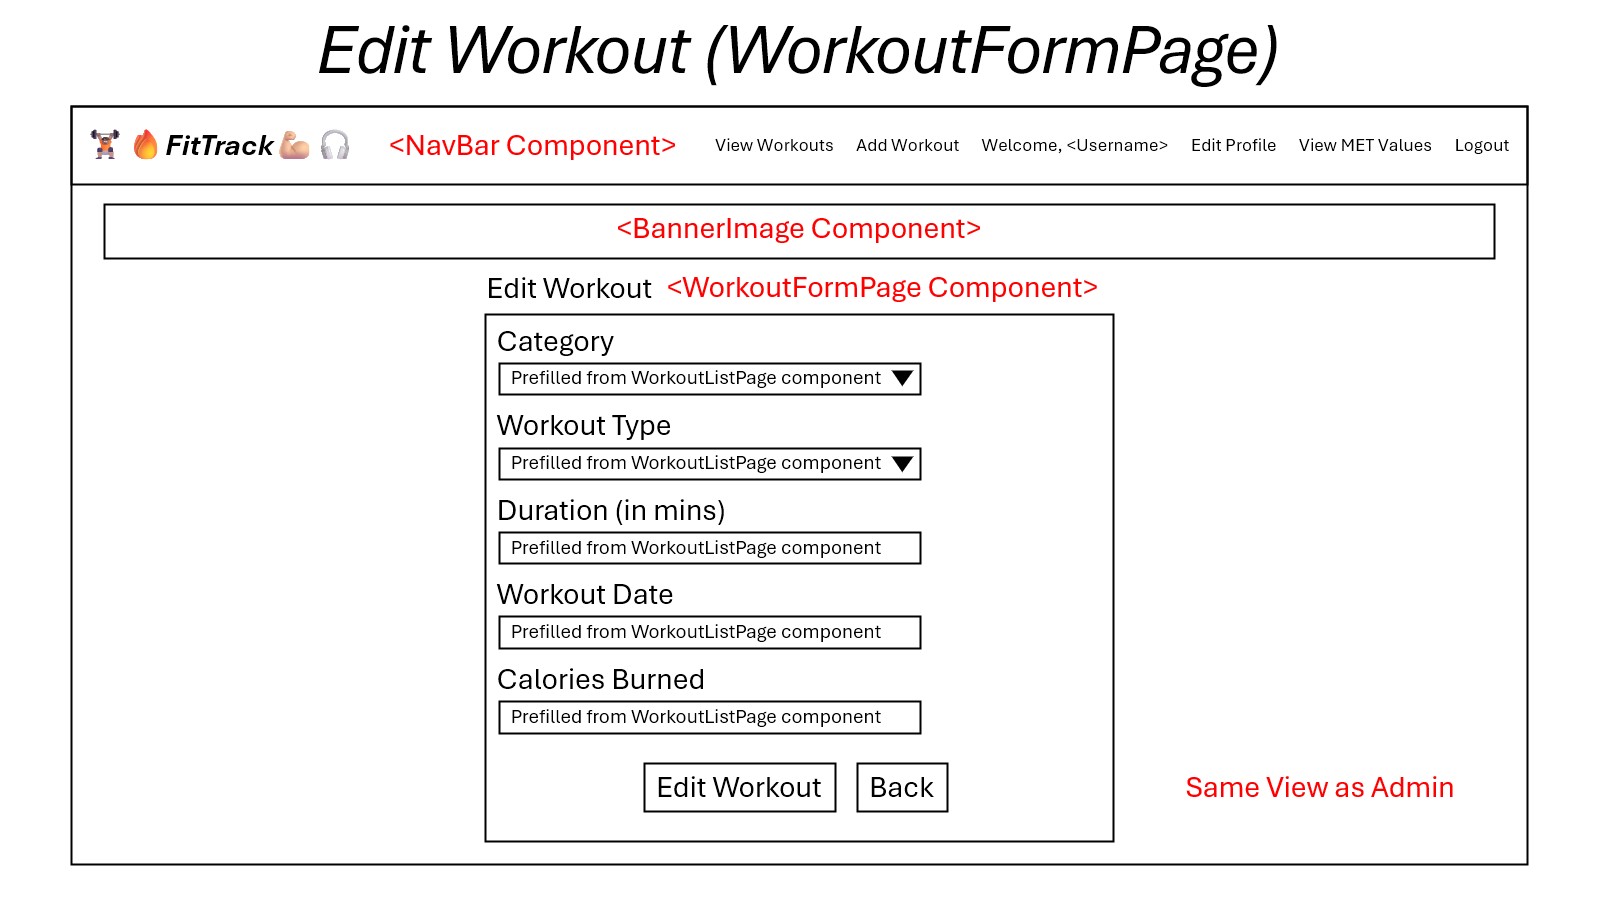 Edit Workout (WorkoutFormPage)
FitTrack <NavBar Component> View Workouts Add Workout Welcome, <Username> Edit Profile View MET Values Logout
<BannerImage Component>
Edit Workout <WorkoutFormPage Component>
Category
Prefilled from WorkoutListPage component
Workout Type
Prefilled from WorkoutListPage component
Duration (in mins)
Prefilled from WorkoutListPage component
Workout Date
Prefilled from WorkoutListPage component
Calories Burned
Prefilled from WorkoutListPage component
Edit Workout Back
Same View as Admin